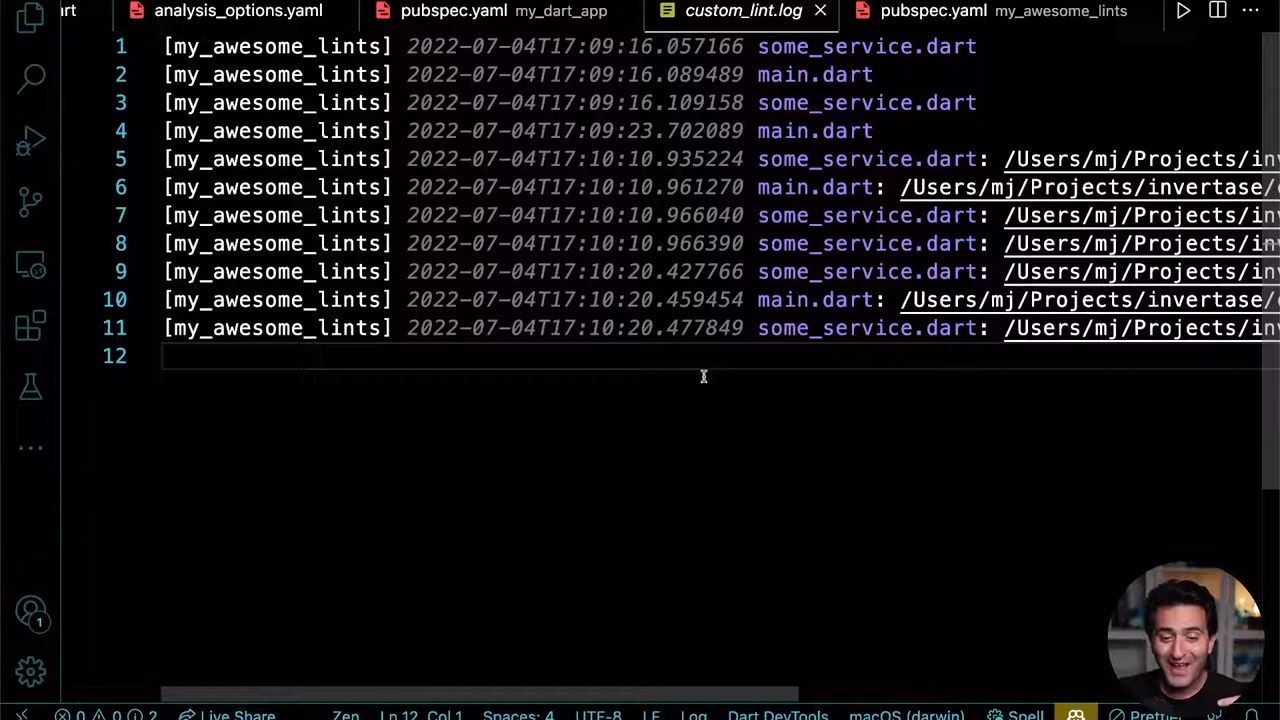 art analysis_options.yaml pubspec.yaml my_dart_app custom_lint.log pubspec.yaml my_awesome_lints
1 [my_awesome_lints] 2022-07-04T17:09:16.057166 some_service.dart
2 [my_awesome_lints] 2022-07-04T17:09:16.089489 main.dart
3 [my_awesome_lints] 2022-07-04T17:09:16.109158 some_service.dart
4 [my_awesome_lints] 2022-07-04T17:09:23.702089 main.dart
5 [my_awesome_lints] 2022-07-04T17:10:10.935224 some_service.dart: /Users/mj/Projects/inv
6 [my_awesome_lints] 2022-07-04T17:10:10.961270 main.dart: /Users/mj/Projects/invertase/
7 [my_awesome_lints] 2022-07-04T17:10:10.966040 some_service.dart: /Users/mj/Projects/inv
8 [my_awesome_lints] 2022-07-04T17:10:10.966390 some_service.dart: /Users/mj/Projects/inv
9 [my_awesome_lints] 2022-07-04T17:10:20.427766 some_service.dart: /Users/mj/Projects/inv
10 [my_awesome_lints] 2022-07-04T17:10:20.459454 main.dart: /Users/mj/Projects/invertase/
11 [my_awesome_lints] 2022-07-04T17:10:20.477849 some_service.dart: /Users/mj/Projects/inv
12
1
0 0 2 Live Share Zen Ln 12, Col 1 Spaces: 4 UTF-8 LF Log Dart DevTools macOS (darwin) Spell